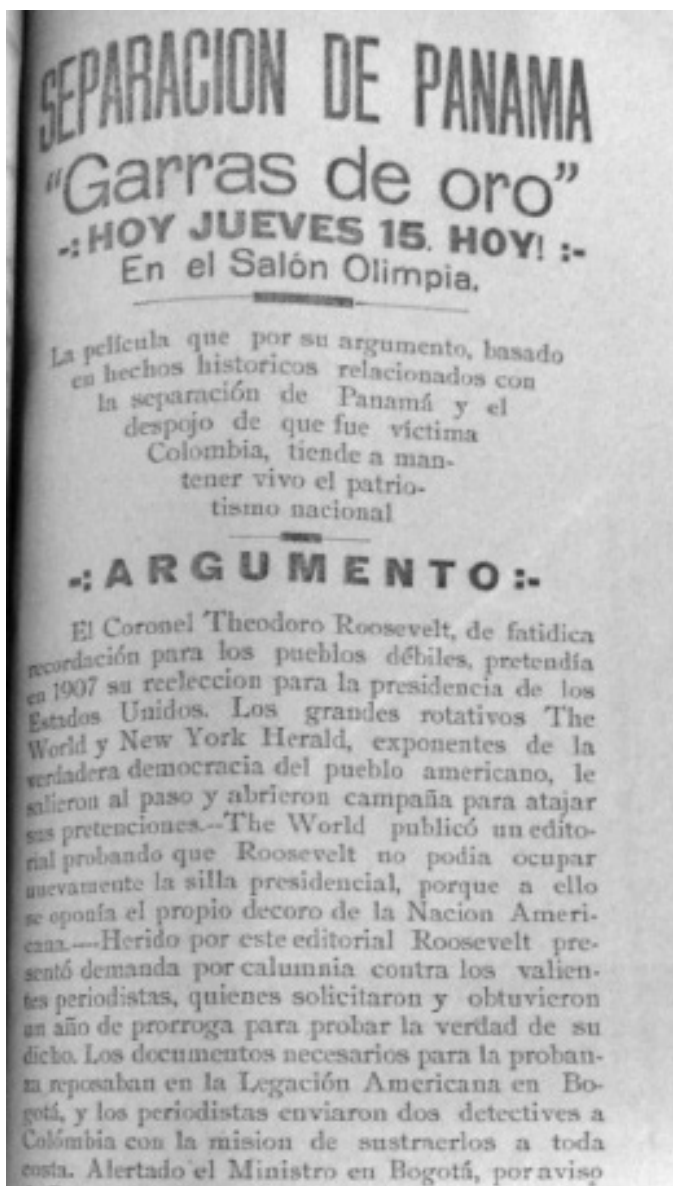 SEPARACION DE PANAMA
"Garras de oro"
-: HOY JUEVES 15. HOY! :-
En el Salón Olimpia.
La película que por su argumento, basado
en hechos historicos relacionados con
la separación de Panamá y el
despojo de que fue víctima
Colombia, tiende a man-
tener vivo el patrio-
tismo nacional
-: ARGUMENTO :-
El Coronel Theodoro Roosevelt, de fatidica
recordación para los pueblos débiles, pretendía
en 1907 su reeleccion para la presidencia de los
Estados Unidos. Los grandes rotativos The
World y New York Herald, exponentes de la
verdadera democracia del pueblo americano, le
salieron al paso y abrieron campaña para atajar
sus pretenciones.--The World publicó un edito-
rial probando que Roosevelt no podia ocupar
nuevamente la silla presidencial, porque a ello
se oponía el propio decoro de la Nacion Ameri-
cana.—Herido por este editorial Roosevelt pre-
sentó demanda por calumnia contra los valien-
tes periodistas, quienes solicitaron y obtuvieron
un año de prorroga para probar la verdad de su
dicho. Los documentos necesarios para la proban-
za reposaban en la Legación Americana en Bo-
gotá, y los periodistas enviaron dos detectives a
Colómbia con la mision de sustraerlos a toda
costa. Alertado el Ministro en Bogotá, por aviso